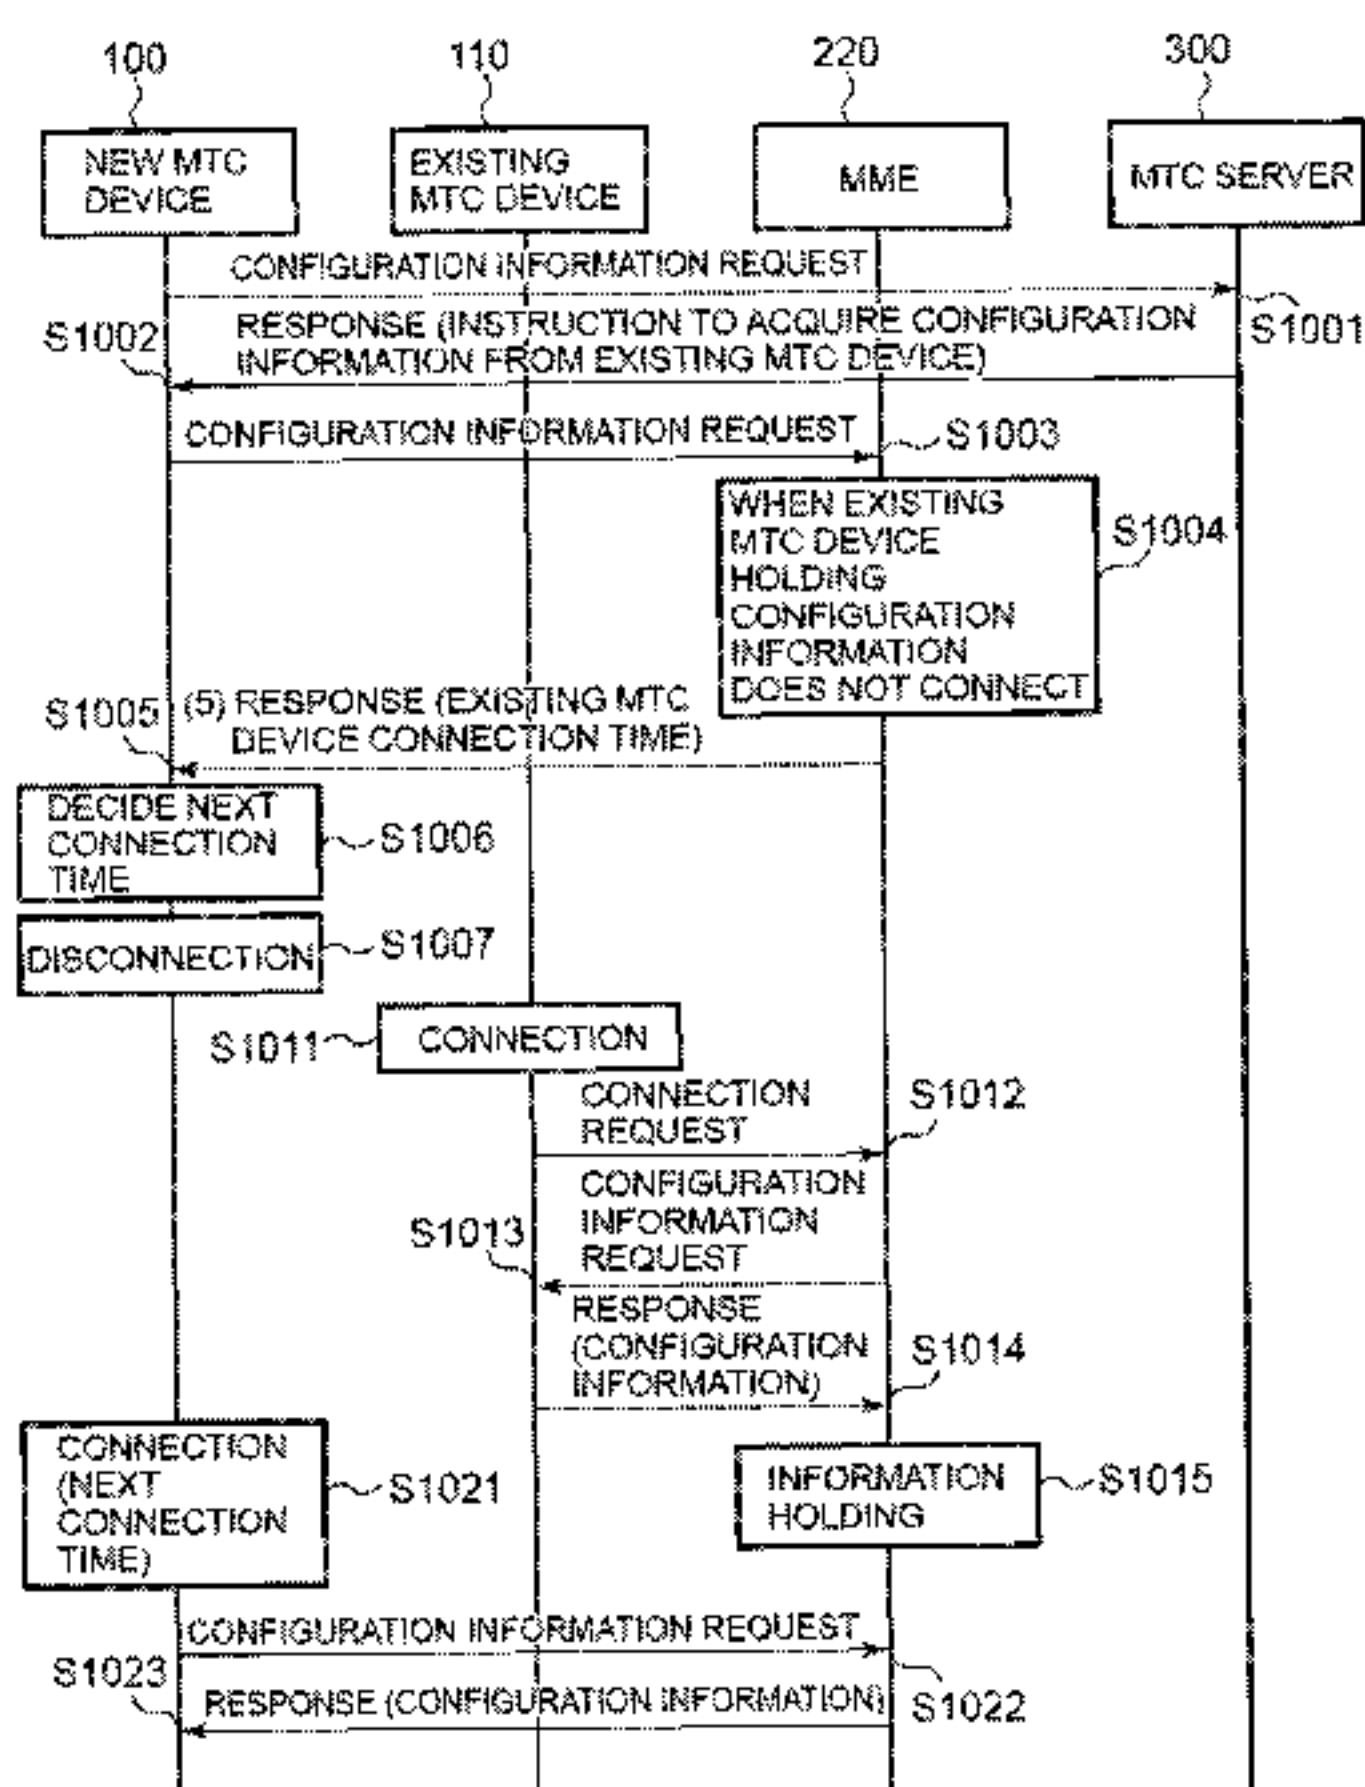 100
110
220
300
NEW MTC
DEVICE
EXISTING
MTC DEVICE
MME
MTC SERVER
CONFIGURATION INFORMATION REQUEST
S1001
RESPONSE (INSTRUCTION TO ACQUIRE CONFIGURATION
INFORMATION FROM EXISTING MTC DEVICE)
S1002
CONFIGURATION INFORMATION REQUEST
S1003
WHEN EXISTING
MTC DEVICE
HOLDING
CONFIGURATION
INFORMATION
DOES NOT CONNECT
S1004
S1005
(5) RESPONSE (EXISTING MTC
DEVICE CONNECTION TIME)
DECIDE NEXT
CONNECTION
TIME
S1006
DISCONNECTION
S1007
S1011
CONNECTION
CONNECTION
REQUEST
S1012
S1013
CONFIGURATION
INFORMATION
REQUEST
RESPONSE
(CONFIGURATION
INFORMATION)
S1014
CONNECTION
(NEXT
CONNECTION
TIME)
S1021
INFORMATION
HOLDING
S1015
CONFIGURATION INFORMATION REQUEST
S1022
S1023
RESPONSE (CONFIGURATION INFORMATION)